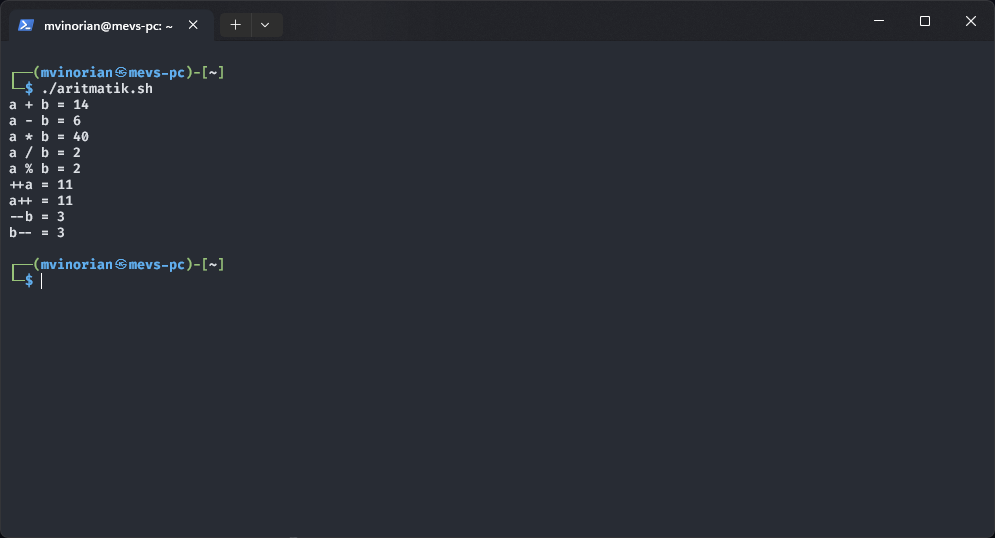 mvinorian@mevs-pc: ~
┌──(mvinorian㉿mevs-pc)-[~]
└─$ ./aritmatik.sh
a + b = 14
a - b = 6
a * b = 40
a / b = 2
a % b = 2
++a = 11
a++ = 11
--b = 3
b-- = 3
┌──(mvinorian㉿mevs-pc)-[~]
└─$